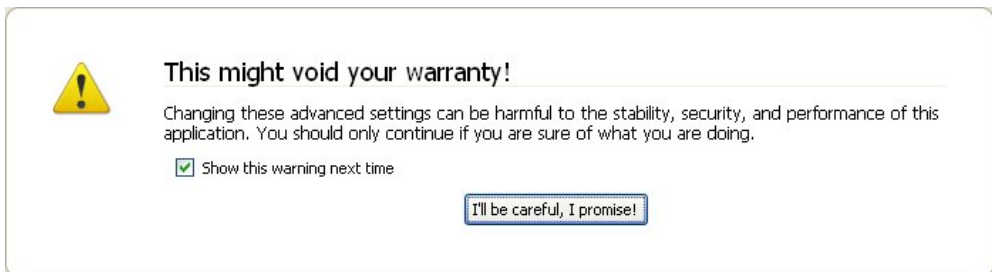 This might void your warranty!
Changing these advanced settings can be harmful to the stability, security, and performance of this
application. You should only continue if you are sure of what you are doing.
Show this warning next time
I'll be careful, I promise!